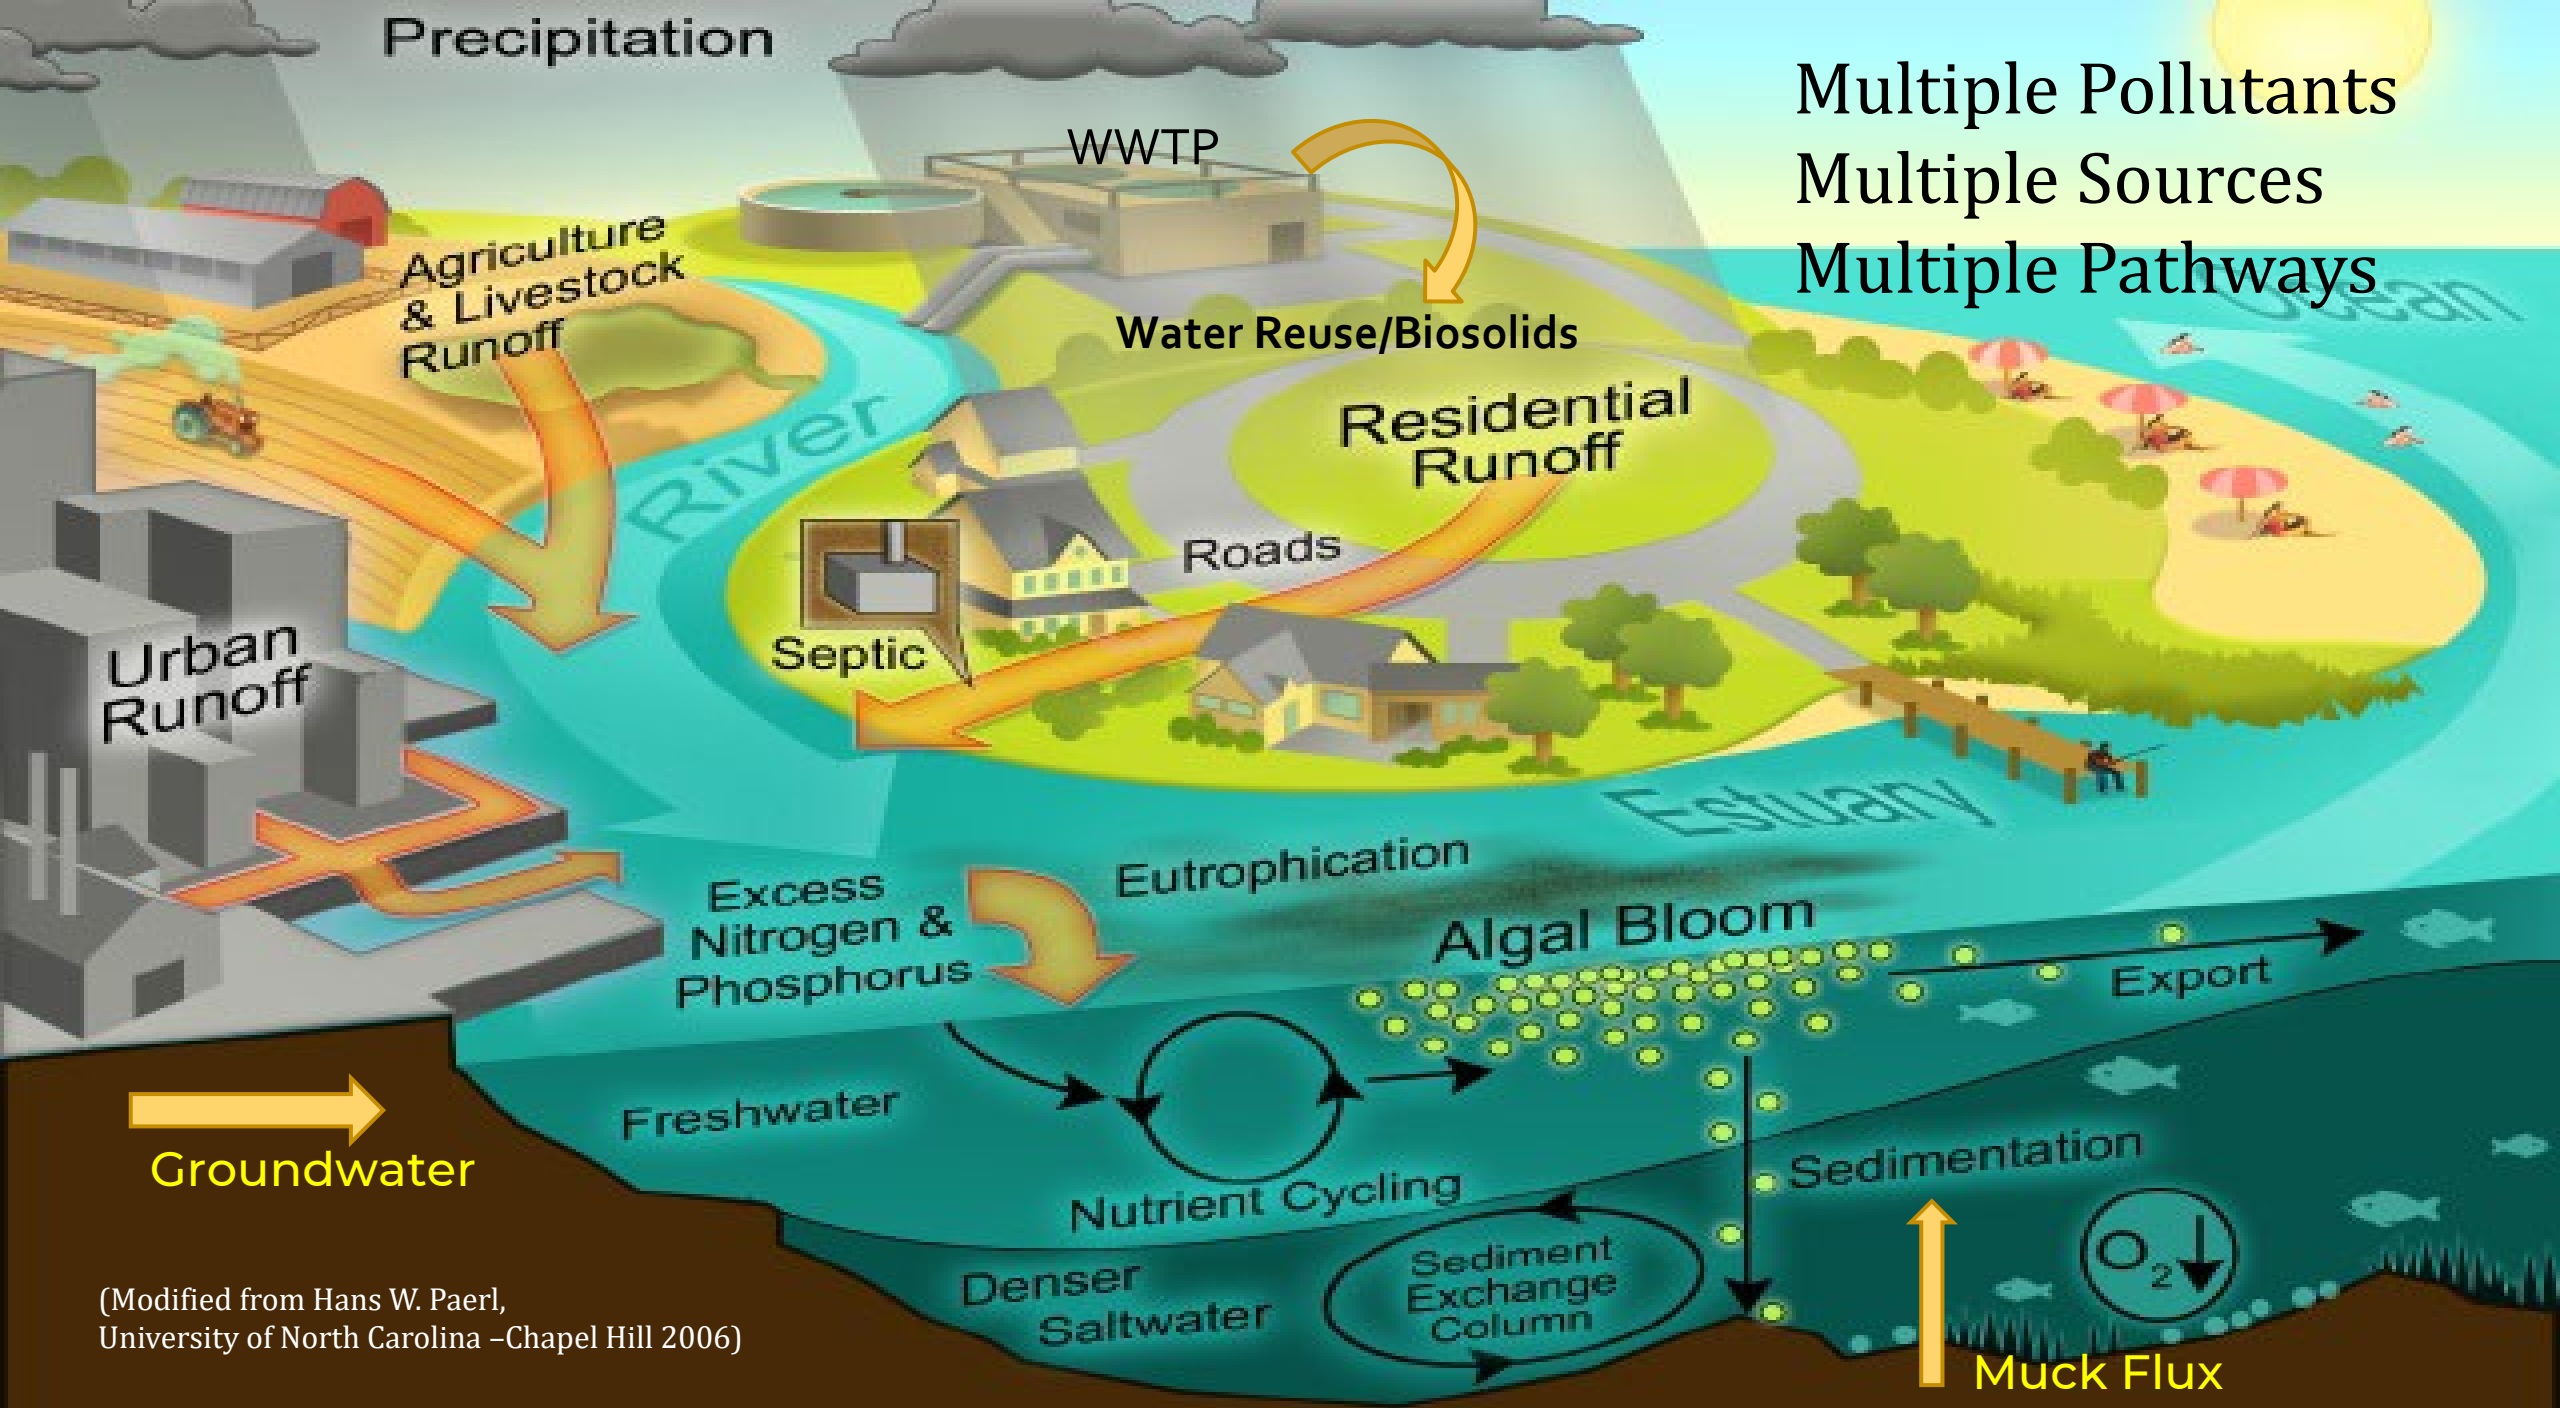 Precipitation
Multiple Pollutants
Multiple Sources
Multiple Pathways
WWTP
Ocean
Agriculture
& Livestock
Runoff
Water Reuse/Biosolids
River
Residential
Runoff
Roads
Septic
Urban
Runoff
Estuary
Excess
Nitrogen &
Phosphorus
Eutrophication
Algal Bloom
Export
Freshwater
Groundwater
Nutrient Cycling
Sedimentation
Denser
Saltwater
Sediment
Exchange
Column
O2
(Modified from Hans W. Paerl,
University of North Carolina –Chapel Hill 2006)
Muck Flux